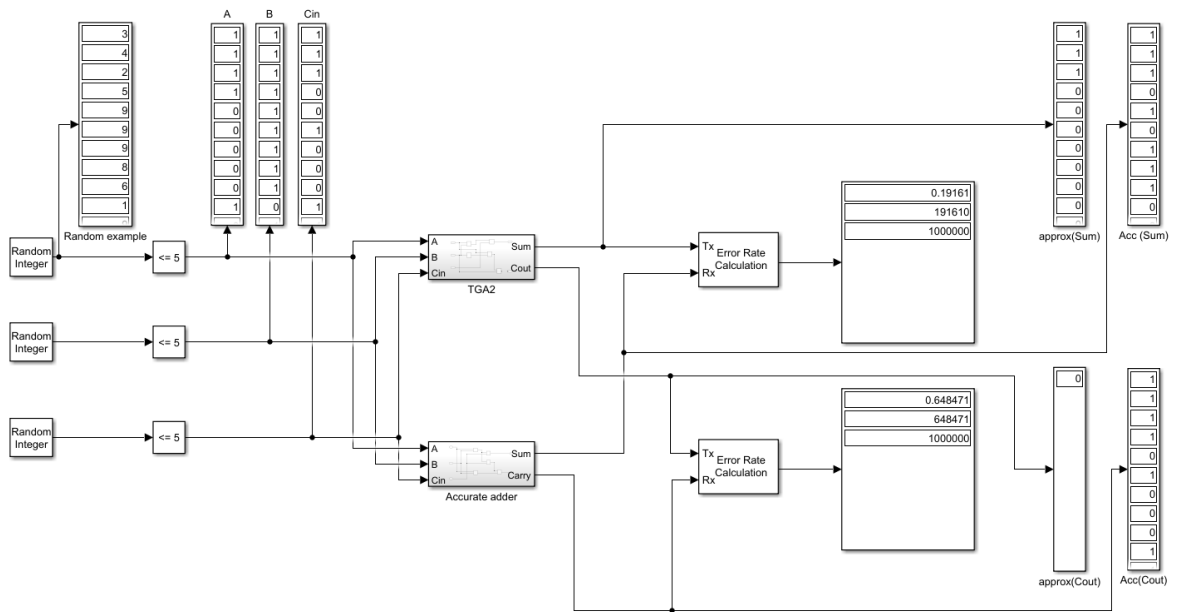 A B Cin
3
4
2
5
9
9
9
8
6
1
Random example
1
1
1
1
0
0
0
0
0
1
1
1
1
1
1
1
1
1
1
0
1
1
1
0
0
1
0
0
0
1
Random
Integer
<= 5
Random
Integer
<= 5
Random
Integer
<= 5
A
B
Cin
Sum
Cout
TGA2
A
B
Cin
Sum
Carry
Accurate adder
Tx
Rx
Error Rate
Calculation
0.19161
191610
1000000
Tx
Rx
Error Rate
Calculation
0.648471
648471
1000000
1
1
1
0
0
0
0
0
0
0
approx(Sum)
1
1
1
0
1
0
1
1
1
0
Acc (Sum)
0
approx(Cout)
1
1
1
1
0
1
0
0
0
1
Acc(Cout)